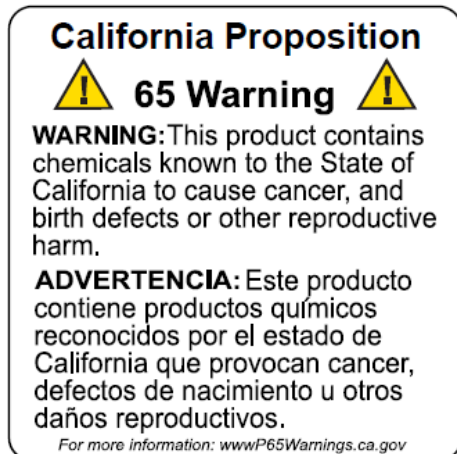 California Proposition
65 Warning
WARNING:This product contains
chemicals known to the State of
California to cause cancer, and
birth defects or other reproductive
harm.
ADVERTENCIA: Este producto
contiene productos químicos
reconocidos por el estado de
California que provocan cancer,
defectos de nacimiento u otros
daños reproductivos.
For more information: wwwP65Warnings.ca.gov